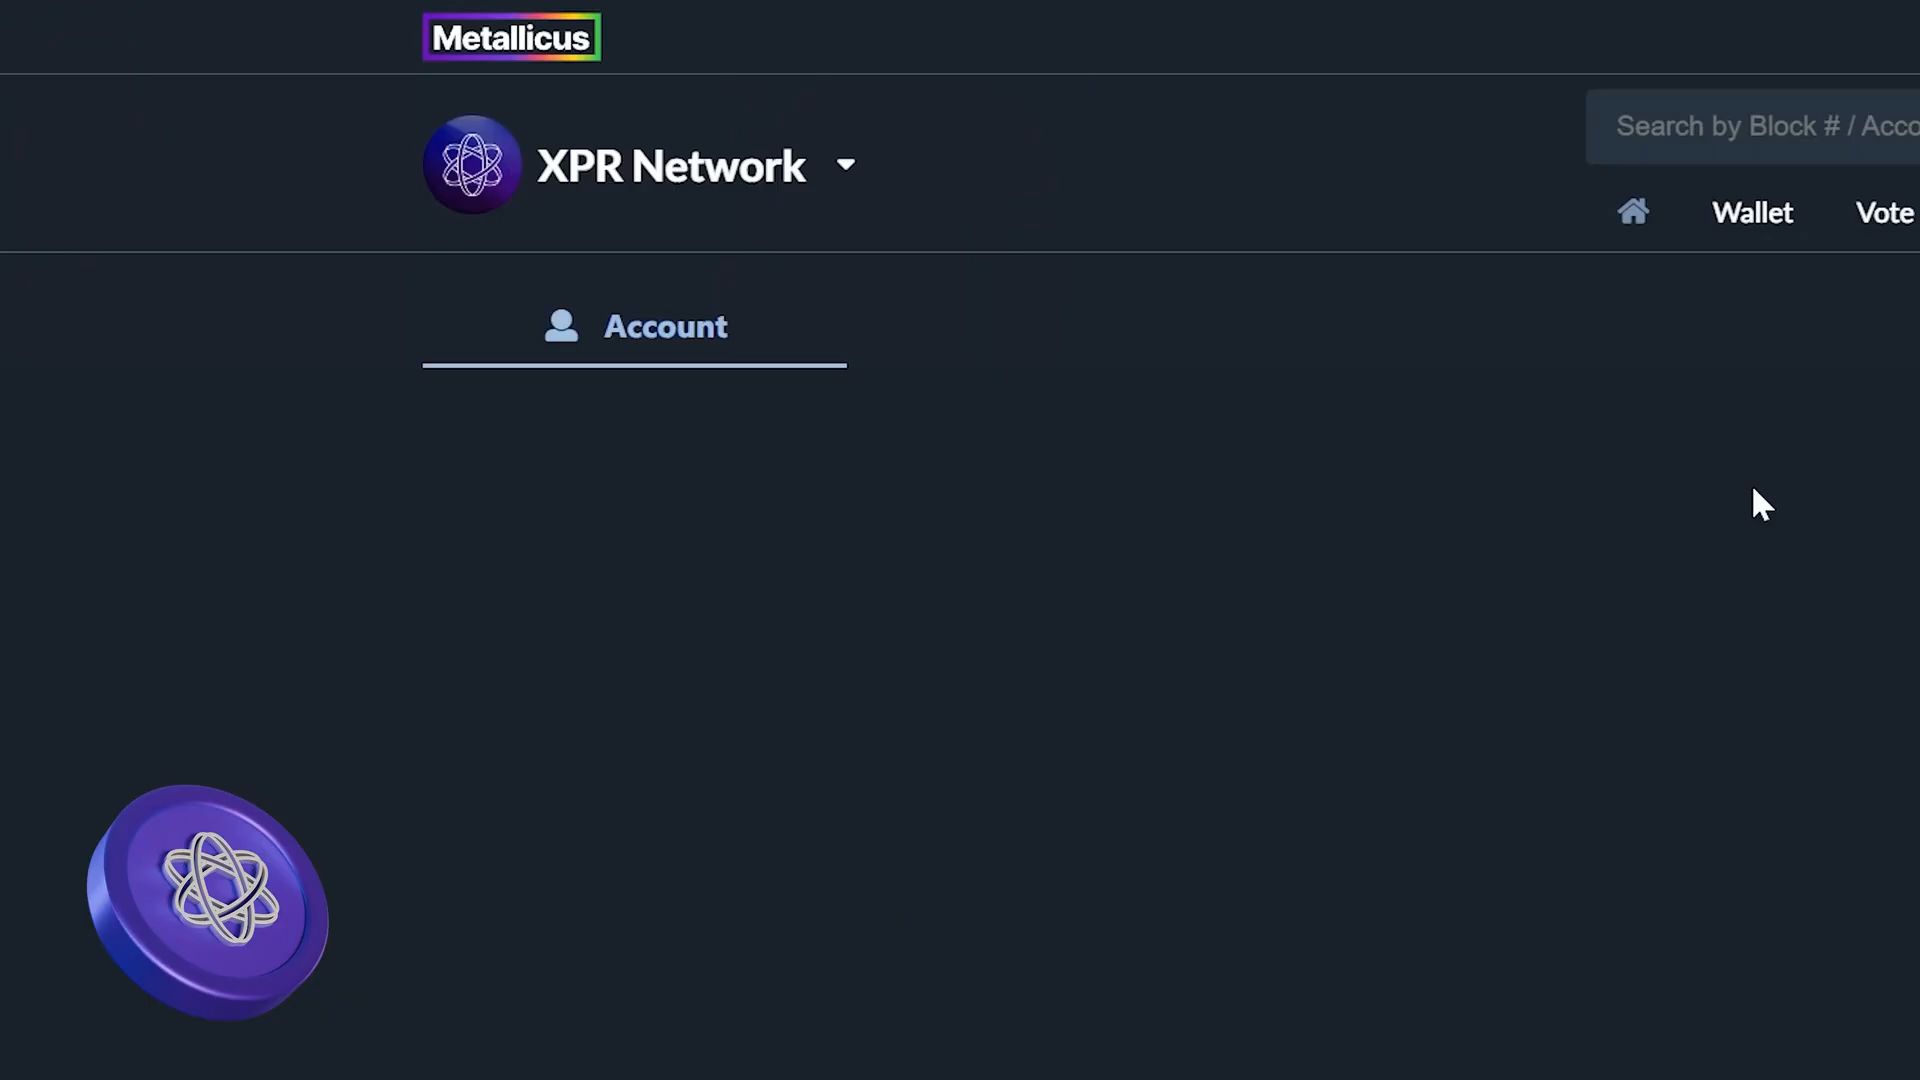 Metallicus
XPR Network
Search by Block # / Acco
Wallet
Vote
Account